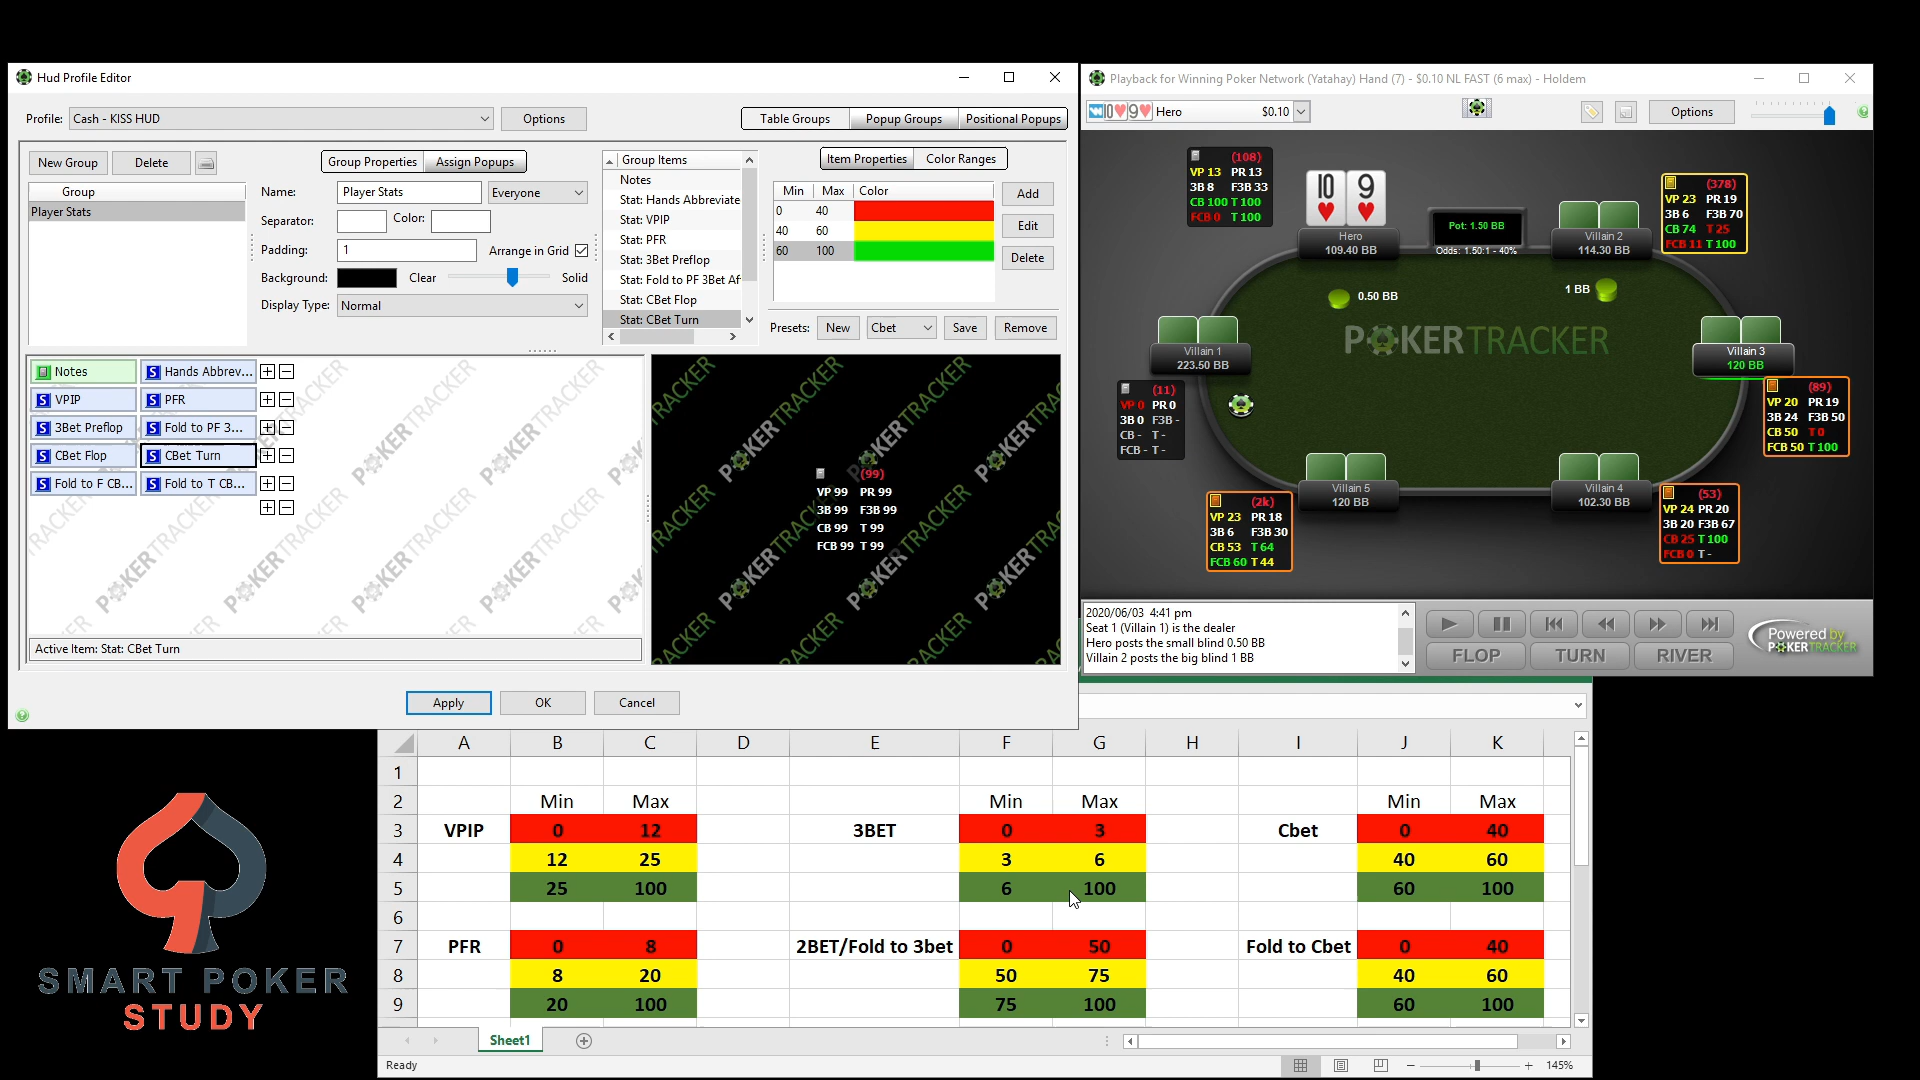 Hud Profile Editor
Profile: Cash - KISS HUD Options Table Groups Popup Groups Positional Popups
New Group Delete Group Properties Assign Popups
Group
Player Stats
Name: Player Stats Everyone
Separator: Color:
Padding: 1 Arrange in Grid
Background: Clear Solid
Display Type: Normal
Group Items
Notes
Stat: Hands Abbreviate
Stat: VPIP
Stat: PFR
Stat: 3Bet Preflop
Stat: Fold to PF 3Bet Af
Stat: CBet Flop
Stat: CBet Turn
Item Properties Color Ranges
Min Max Color
0 40
40 60
60 100
Add
Edit
Delete
Presets: New Cbet Save Remove
Notes Hands Abbrev...
VPIP PFR
3Bet Preflop Fold to PF 3...
CBet Flop CBet Turn
Fold to F CB... Fold to T CB...
POKERTRACKER
(99)
VP 99 PR 99
3B 99 F3B 99
CB 99 T 99
FCB 99 T 99
Active Item: Stat: CBet Turn
Apply OK Cancel
Playback for Winning Poker Network (Yatahay) Hand (7) - $0.10 NL FAST (6 max) - Holdem
10 9 Hero $0.10 Options
(108)
VP 13 PR 13
3B 8 F3B 33
CB 100 T 100
FCB 0 T 100
10 9
Hero
109.40 BB
Pot: 1.50 BB
Odds: 1.50:1 - 40%
Villain 2
114.30 BB
(378)
VP 23 PR 19
3B 6 F3B 70
CB 74 T 25
FCB 11 T 100
0.50 BB
1 BB
POKERTRACKER
Villain 1
223.50 BB
Villain 3
120 BB
(11)
VP 0 PR 0
3B 0 F3B -
CB - T -
FCB - T -
(89)
VP 20 PR 19
3B 24 F3B 50
CB 50 T 0
FCB 50 T 100
Villain 5
120 BB
Villain 4
102.30 BB
(2k)
VP 23 PR 18
3B 6 F3B 30
CB 53 T 64
FCB 60 T 44
(53)
VP 24 PR 20
3B 20 F3B 67
CB 25 T 100
FCB 0 T -
2020/06/03 4:41 pm
Seat 1 (Villain 1) is the dealer
Hero posts the small blind 0.50 BB
Villain 2 posts the big blind 1 BB
FLOP TURN RIVER
Powered by
POKERTRACKER
A B C D E F G H I J K
1
2 Min Max Min Max Min Max
3 VPIP 0 12 3BET 0 3 Cbet 0 40
4 12 25 3 6 40 60
5 25 100 6 100 60 100
6
7 PFR 0 8 2BET/Fold to 3bet 0 50 Fold to Cbet 0 40
8 8 20 50 75 40 60
9 20 100 75 100 60 100
Sheet1
Ready 145%
SMART POKER
STUDY